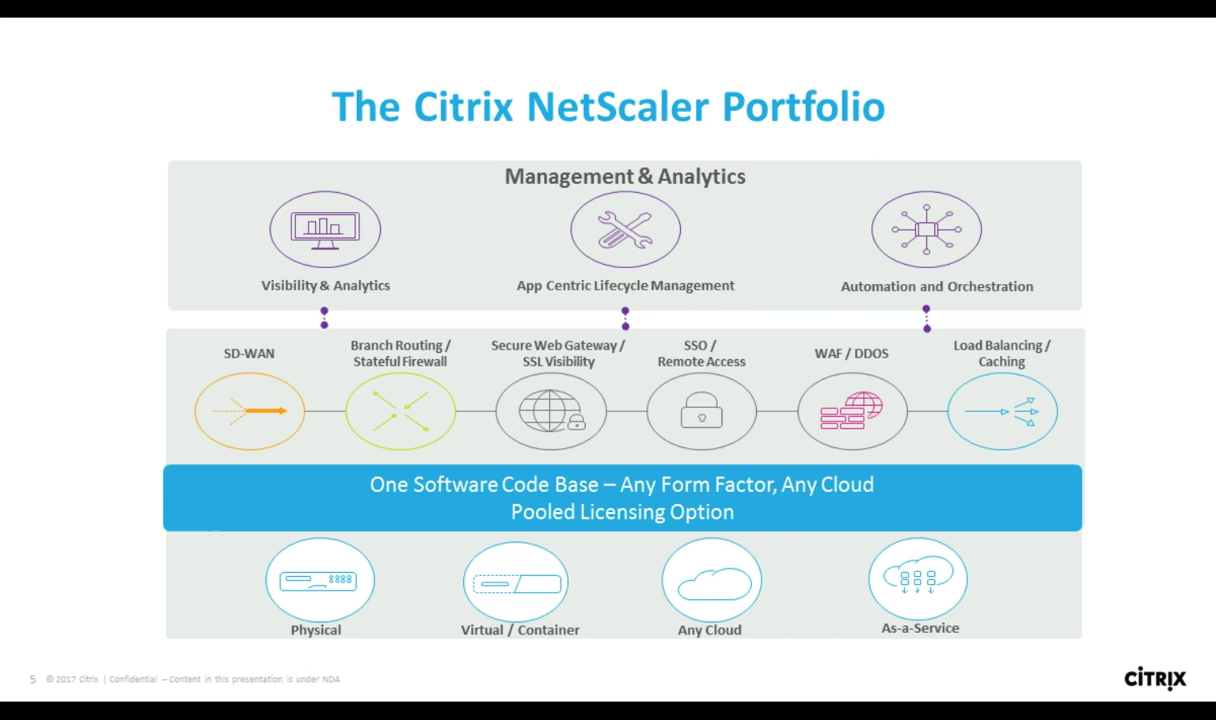 The Citrix NetScaler Portfolio
Management & Analytics
Visibility & Analytics
App Centric Lifecycle Management
Automation and Orchestration
SD-WAN
Branch Routing /
Stateful Firewall
Secure Web Gateway /
SSL Visibility
SSO /
Remote Access
WAF / DDOS
Load Balancing /
Caching
One Software Code Base – Any Form Factor, Any Cloud
Pooled Licensing Option
8888
Physical
Virtual / Container
Any Cloud
As-a-Service
5 © 2017 Citrix | Confidential – Content in this presentation is under NDA
CITRIX